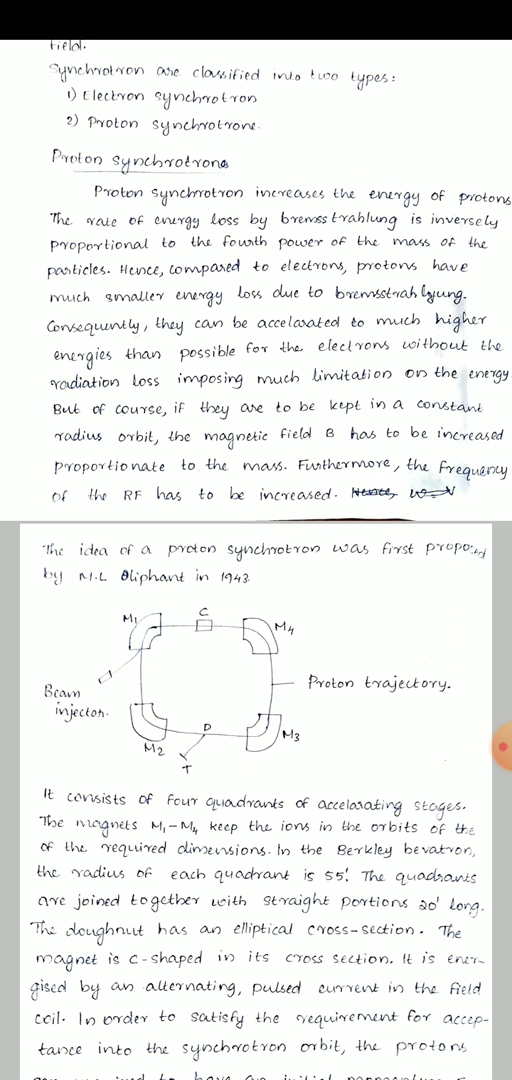 field.
Synchrotron are classified into two types:
1) Electron synchrotron
2) Proton synchrotrone.
Proton synchrotrons
Proton synchrotron increases the energy of protons
The rate of energy loss by bremsstrahlung is inversely
proportional to the fourth power of the mass of the
particles. Hence, compared to electrons, protons have
much smaller energy loss due to bremsstrahlyung.
Consequently, they can be accelarated to much higher
energies than possible for the electrons without the
radiation loss imposing much limitation on the energy.
But of course, if they are to be kept in a constant
radius orbit, the magnetic field B has to be increased
proportionate to the mass. Furthermore, the frequency
of the RF has to be increased. Hence,
The idea of a proton synchrotron was first proposed
by M.L Oliphant in 1943.
M1
C
M4
Beam
injector.
Proton trajectory.
M2
D
M3
T
It consists of four quadrants of accelarating stages.
The magnets M1-M4 keep the ions in the orbits of the
of the required dimensions. In the Berkley bevatron,
the radius of each quadrant is 55'. The quadrants
are joined together with straight portions 20' long.
The doughnut has an elliptical cross-section. The
magnet is c-shaped in its cross section. It is ener-
gised by an alternating, pulsed current in the field
coil. In order to satisfy the requirement for accep-
tance into the synchrotron orbit, the protons